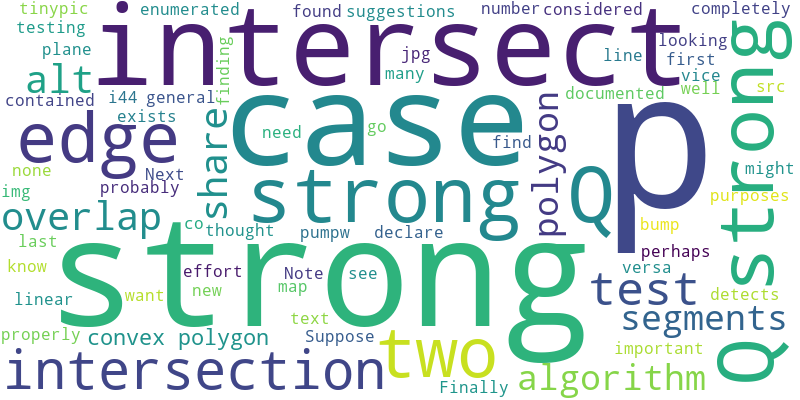 tinypic
enumerated
found
suggestions
number
considered
completely
testing
plane
intersect
jpg
many
line
looking
first
vice
well
src
alt
contained
i44
general
finding
exists
case
documented
strong
edge
share
need
go
find
polygon
p
might
none
Next
probably
img
strong
Q
purposes
overlap
co
thought
pumpw
declare
bump
last
strong
perhaps
know
effort
Note
see
versa
linear
want
new
map
test
detects
text
segments
properly
convex polygon
Suppose
two
important
intersection
Finally
algorithm
Q strong